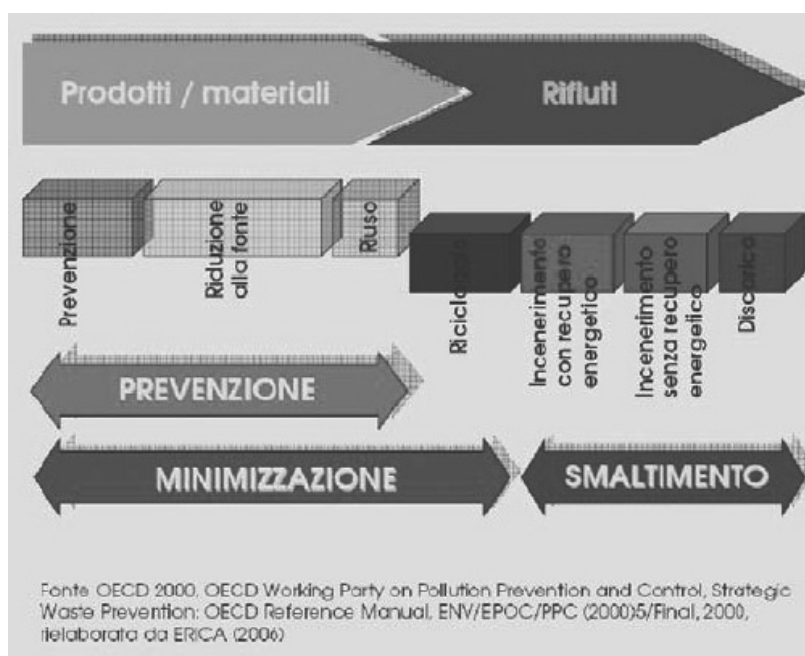 Prodotti / materiali
Rifiuti
Prevenzione
Riduzione
alla fonte
Riuso
Riciclaggio
Incenerimento
con recupero
energetico
Incenerimento
senza recupero
energetico
Discarica
PREVENZIONE
MINIMIZZAZIONE
SMALTIMENTO
Fonte OECD 2000, OECD Working Party on Pollution Prevention and Control, Strategic
Waste Prevention: OECD Reference Manual, ENV/EPOC/PPC (2000)5/Final, 2000,
rielaborata da ERICA (2006)